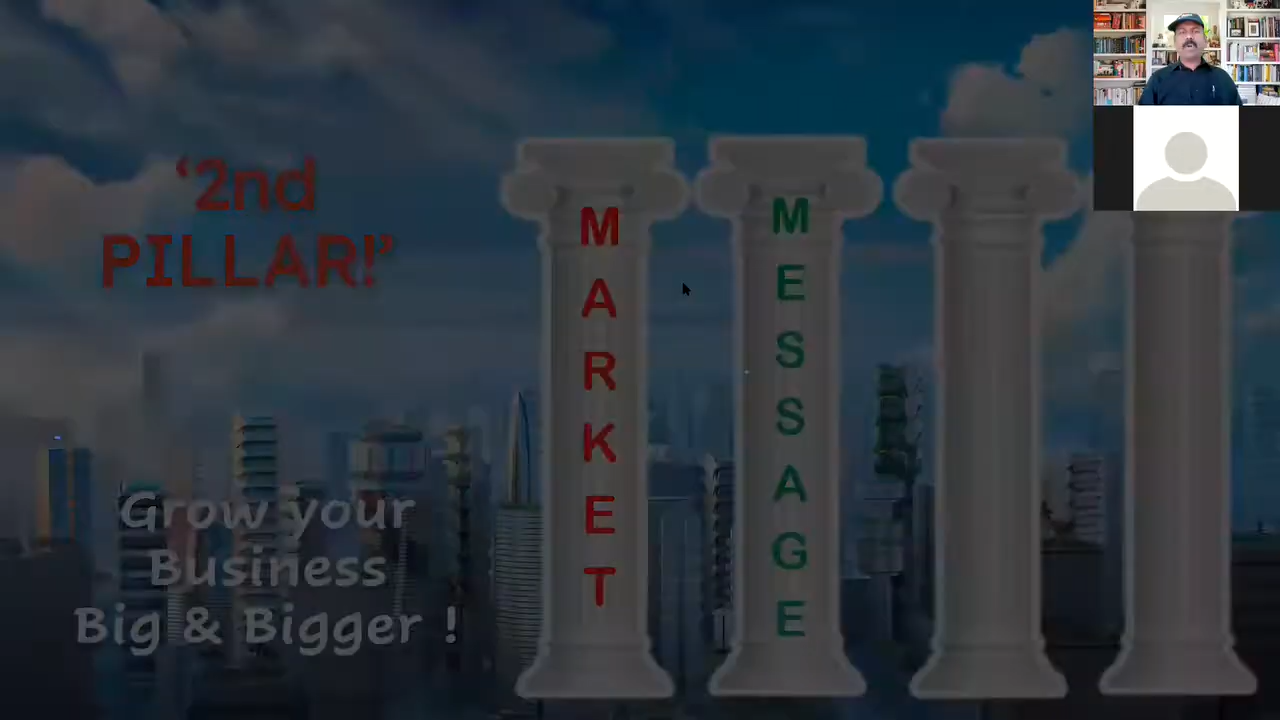 ‘2nd
PILLAR!’
Grow your
Business
Big & Bigger !
MARKET
MESSAGE